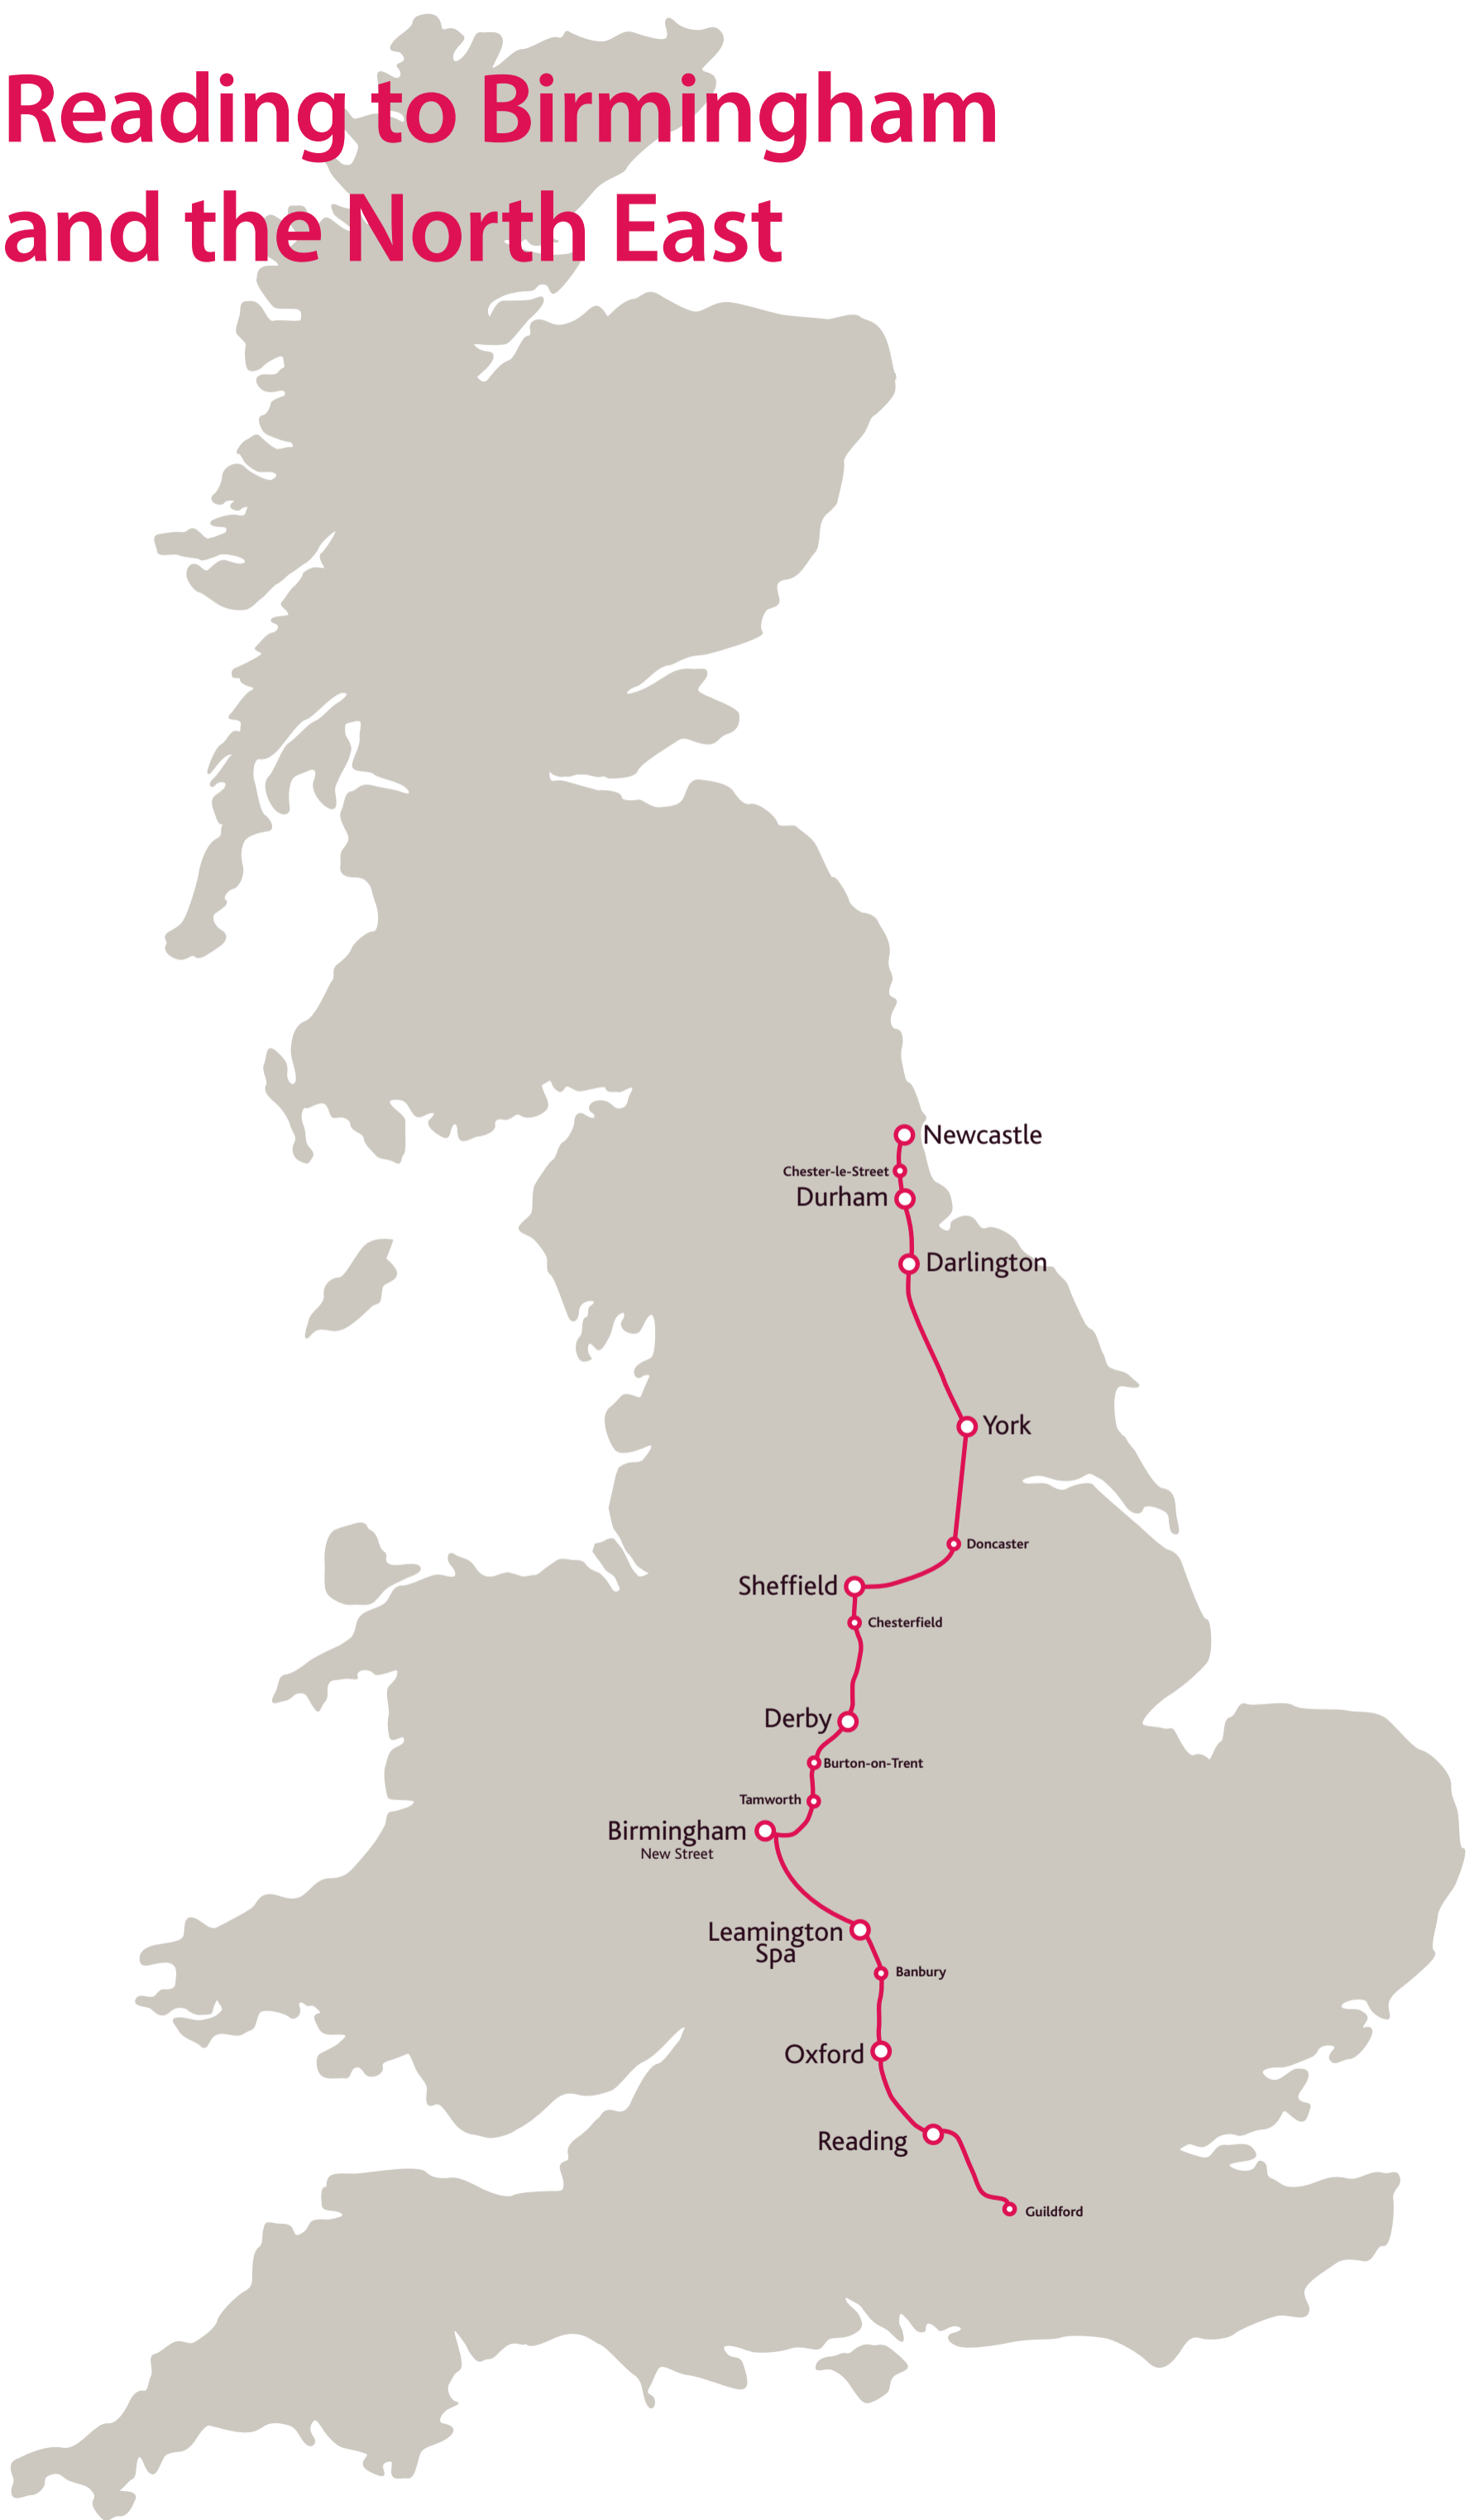 Reading to Birmingham
and the North East
Newcastle
Chester-le-Street
Durham
Darlington
York
Doncaster
Sheffield
Chesterfield
Derby
Burton-on-Trent
Tamworth
Birmingham
New Street
Leamington
Spa
Banbury
Oxford
Reading
Guildford